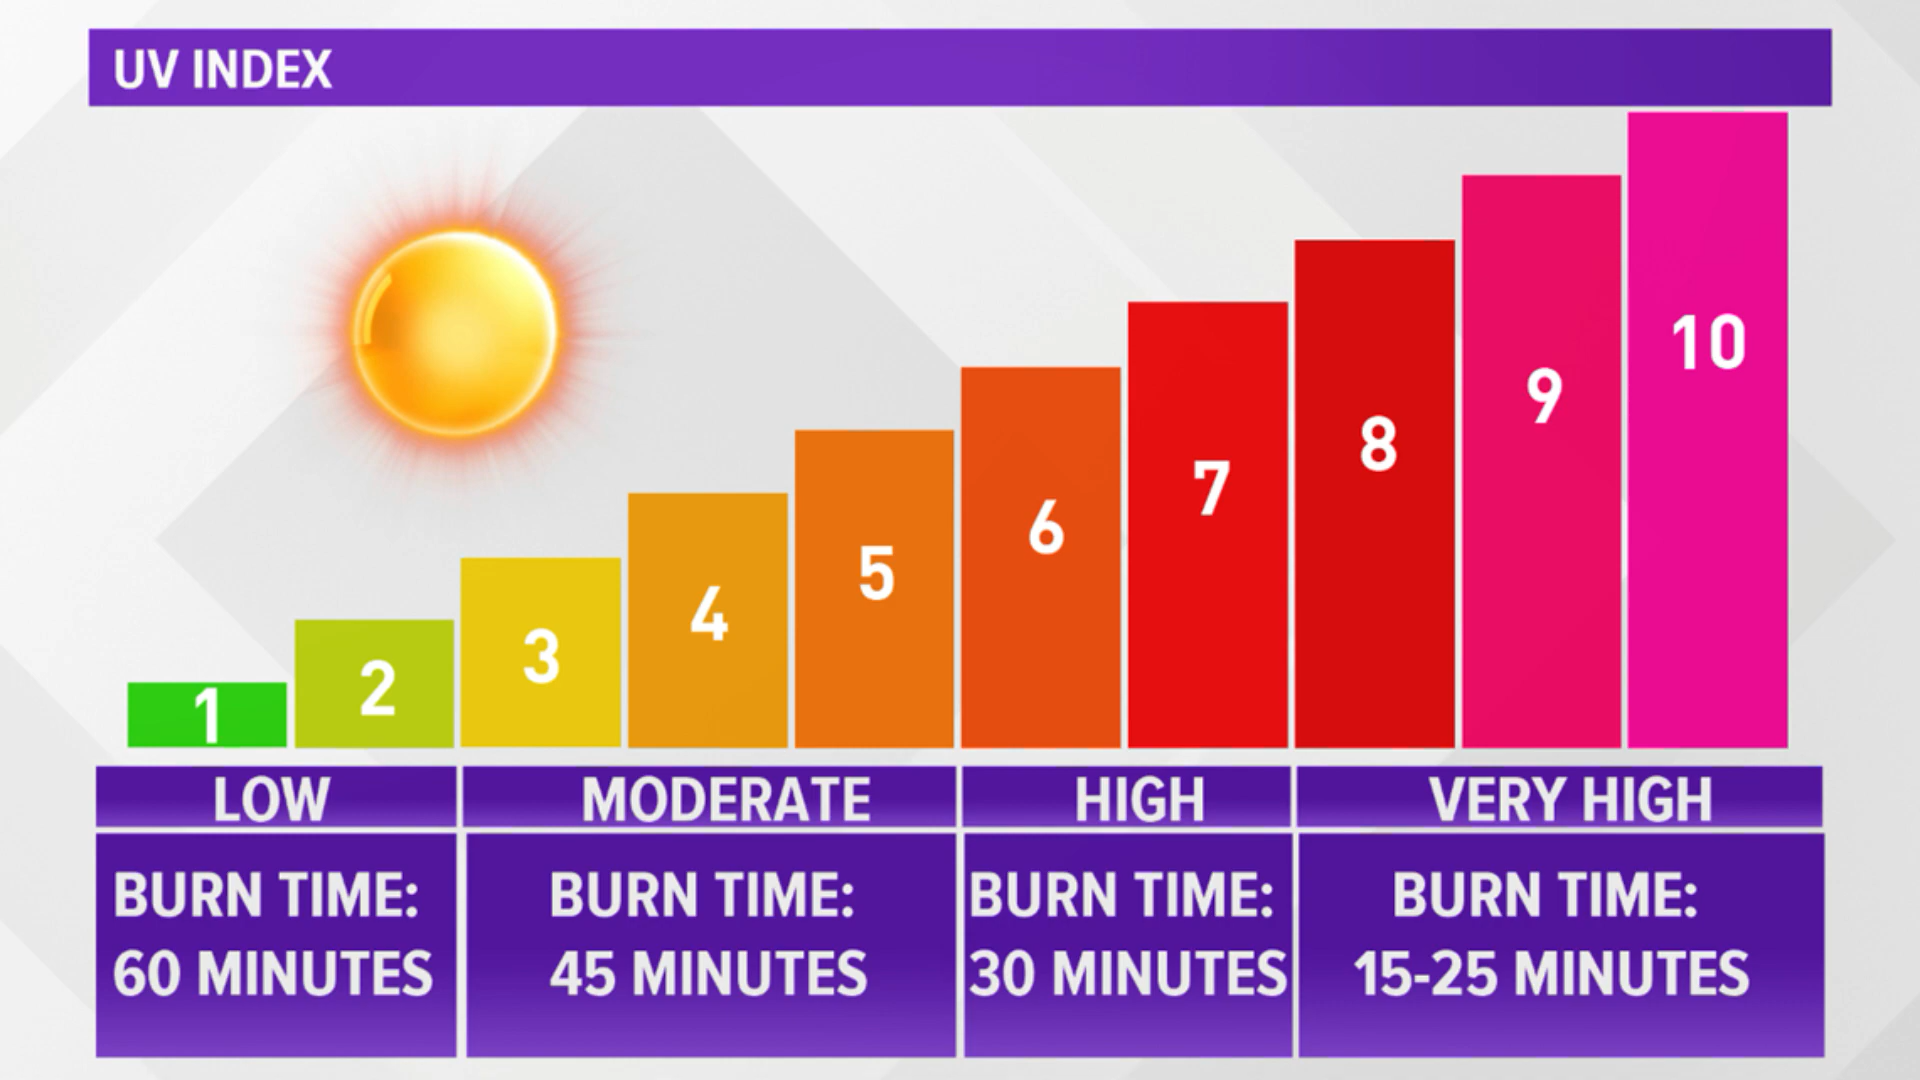 UV INDEX
1
2
3
4
5
6
7
8
9
10
LOW
MODERATE
HIGH
VERY HIGH
BURN TIME:
60 MINUTES
BURN TIME:
45 MINUTES
BURN TIME:
30 MINUTES
BURN TIME:
15-25 MINUTES